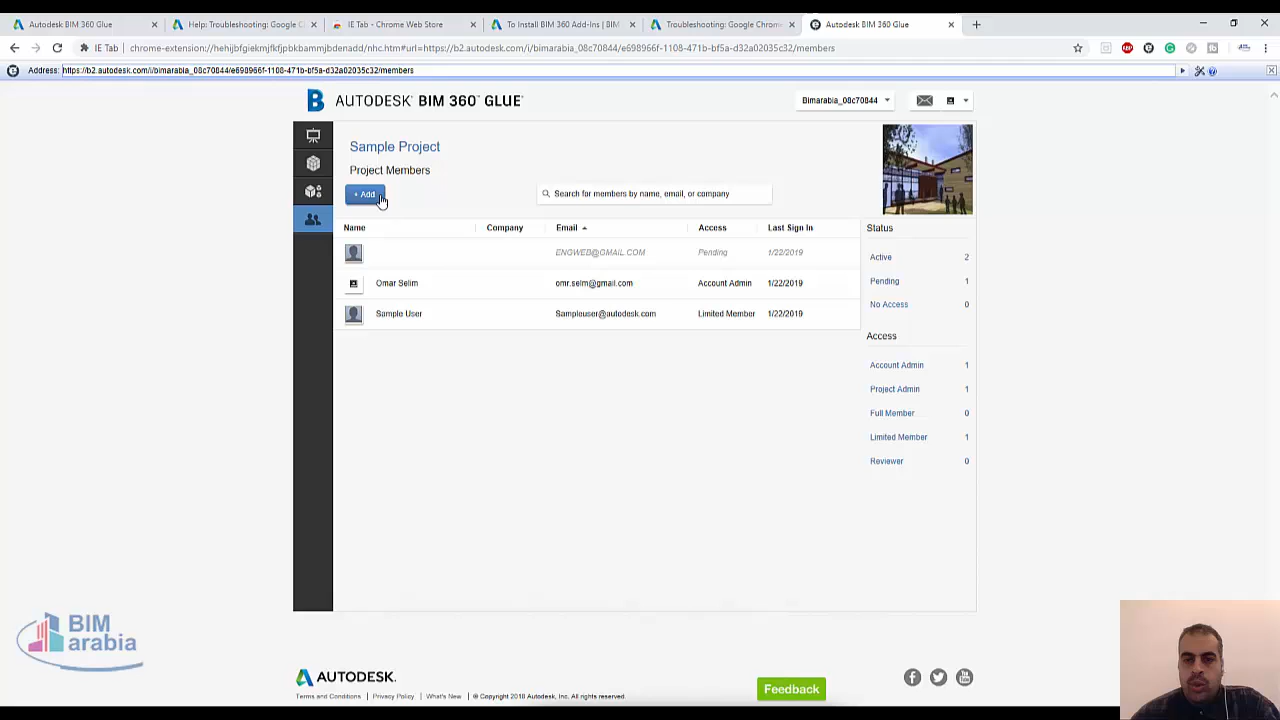 Autodesk BIM 360 Glue
Help: Troubleshooting: Google C
IE Tab - Chrome Web Store
To Install BIM 360 Add-Ins | BIM
Troubleshooting: Google Chrom
Autodesk BIM 360 Glue
IE Tab | chrome-extension://hehijbfgiekmjfkfjpbkbammjbdenadd/nhc.htm#url=https://b2.autodesk.com/i/bimarabia_08c70844/e698966f-1108-471b-bf5a-d32a02035c32/members
Address: https://b2.autodesk.com/i/bimarabia_08c70844/e698966f-1108-471b-bf5a-d32a02035c32/members
B AUTODESK® BIM 360™ GLUE®
Bimarabia_08c70844
Sample Project
Project Members
+ Add
Search for members by name, email, or company
Name Company Email Access Last Sign In
ENGWEB@GMAIL.COM Pending 1/22/2019
Omar Selim omr.selm@gmail.com Account Admin 1/22/2019
Sample User Sampleuser@autodesk.com Limited Member 1/22/2019
Status
Active 2
Pending 1
No Access 0
Access
Account Admin 1
Project Admin 1
Full Member 0
Limited Member 1
Reviewer 0
BIM
arabia
AUTODESK.
Terms and Conditions | Privacy Policy | What's New | © Copyright 2018 Autodesk, Inc. All rights reserved.
Feedback